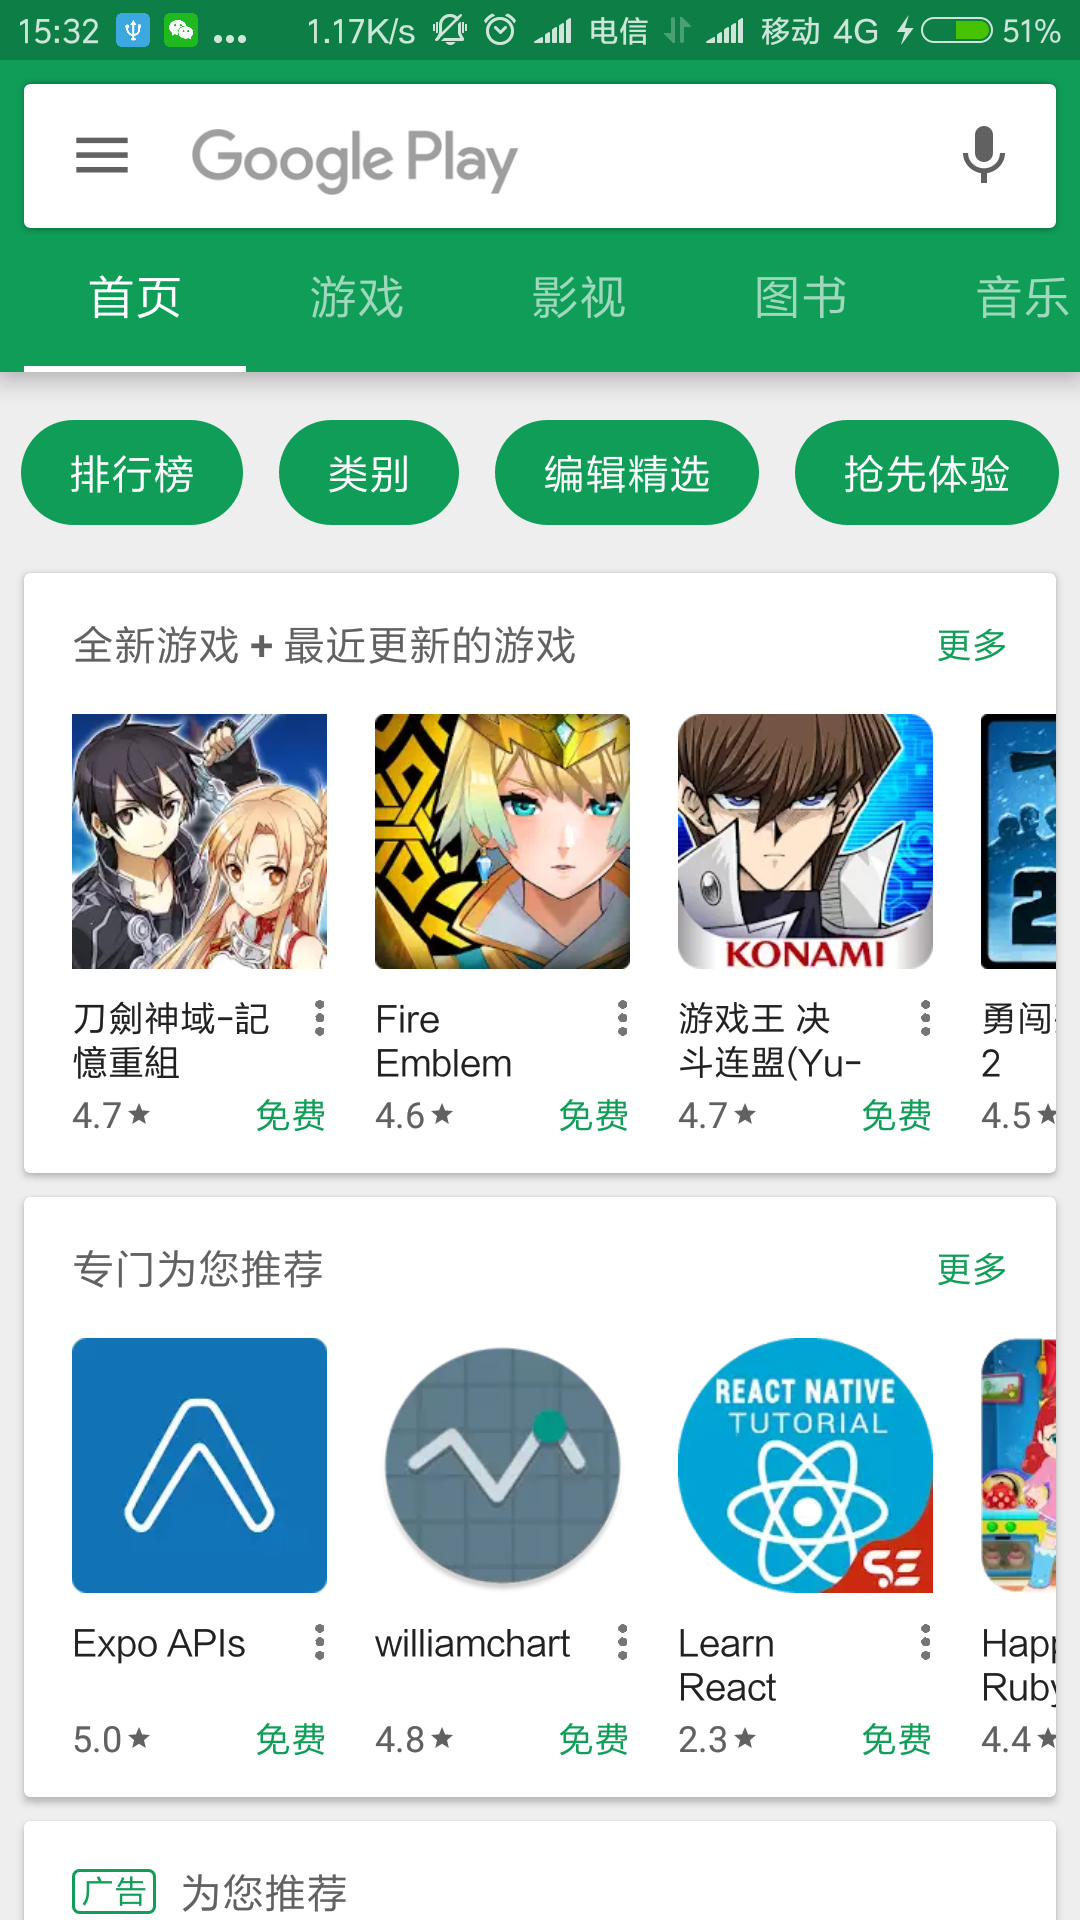 15:32 ... 1.17K/s 电信 移动 4G 51%
Google Play
首页 游戏 影视 图书 音乐
排行榜 类别 编辑精选 抢先体验
全新游戏 + 最近更新的游戏 更多
KONAMI
2
刀劍神域-記 Fire 游戏王 决 勇闯
憶重組 Emblem 斗连盟(Yu- 2
4.7★ 免费 4.6★ 免费 4.7★ 免费 4.5★
专门为您推荐 更多
REACT NATIVE
TUTORIAL
SE
Expo APIs williamchart Learn Hap
React Ruby
5.0★ 免费 4.8★ 免费 2.3★ 免费 4.4★
广告 为您推荐